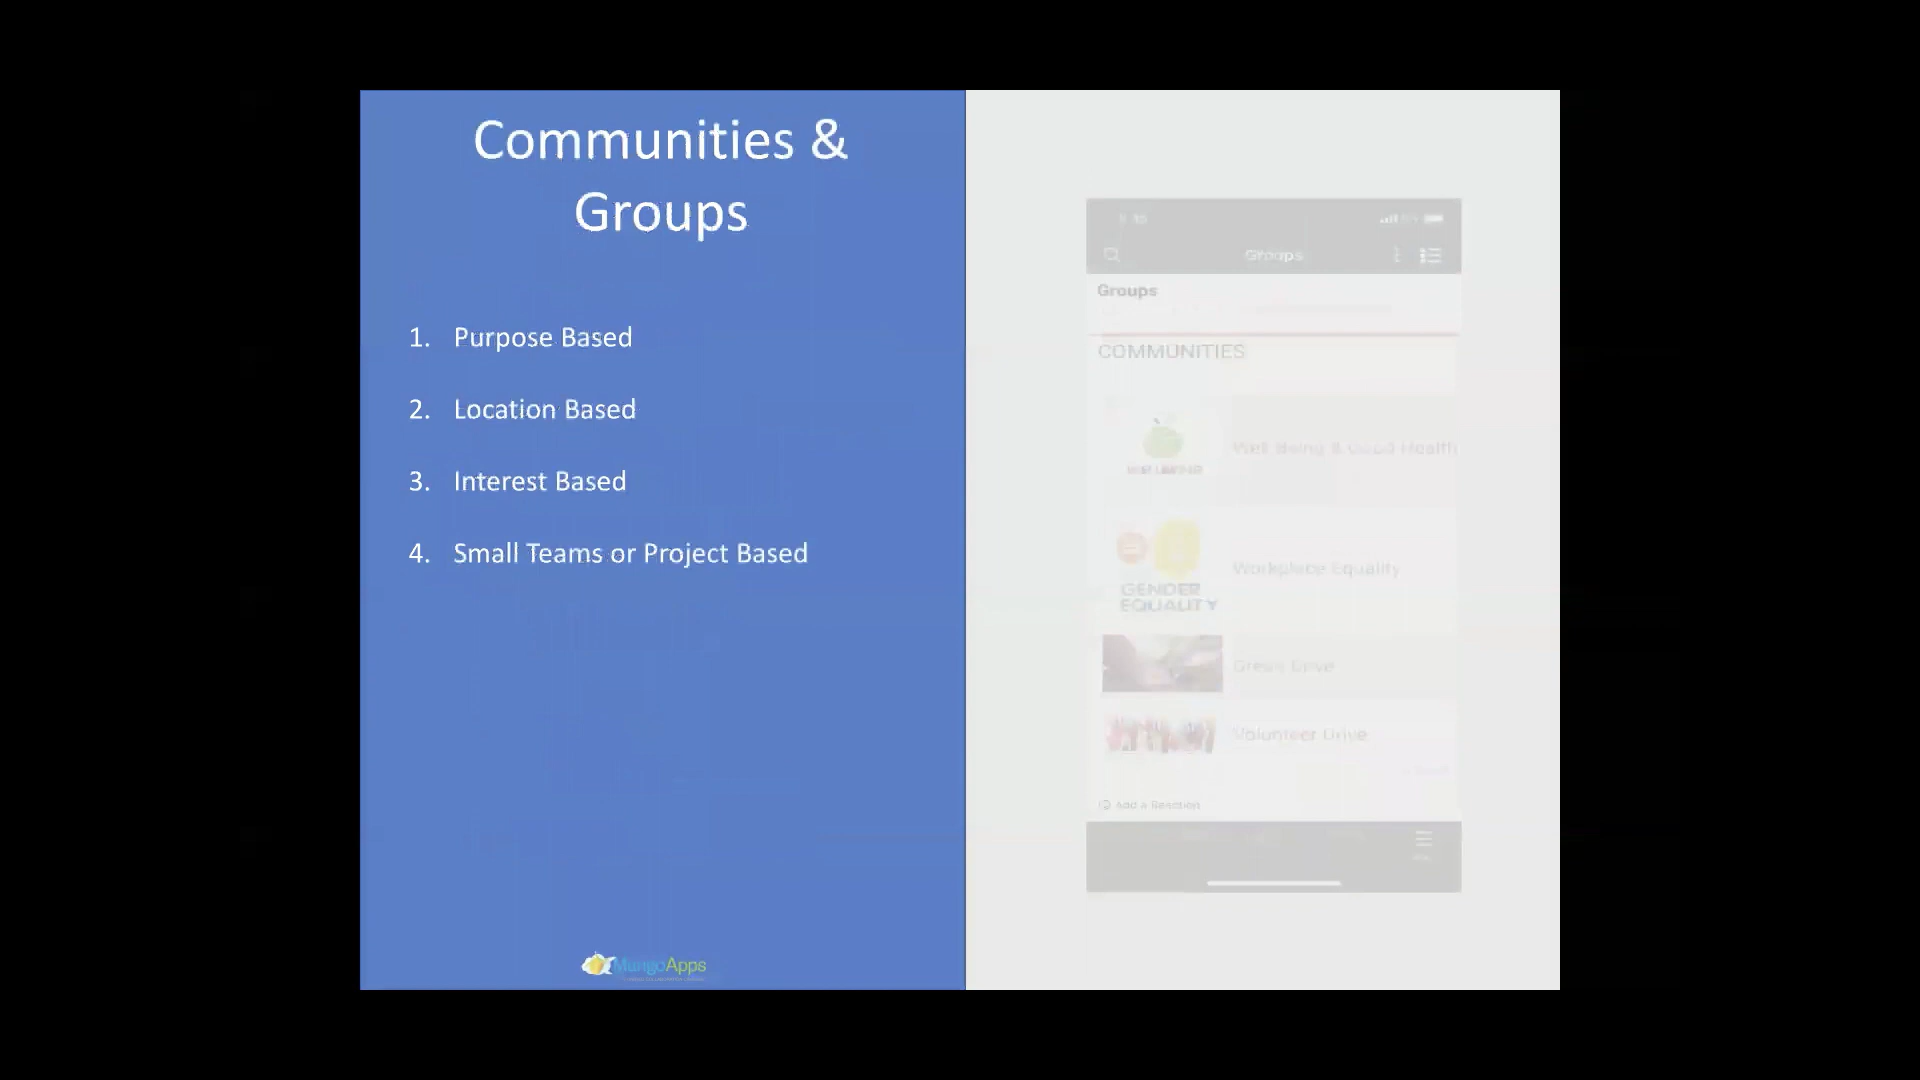 Communities &
Groups
1. Purpose Based
2. Location Based
3. Interest Based
4. Small Teams or Project Based
MangoApps
Groups
Groups
COMMUNITIES
Well Being & Good Health
GENDER
EQUALITY
Workplace Equality
Green Drive
Volunteer Drive
Add a Reaction